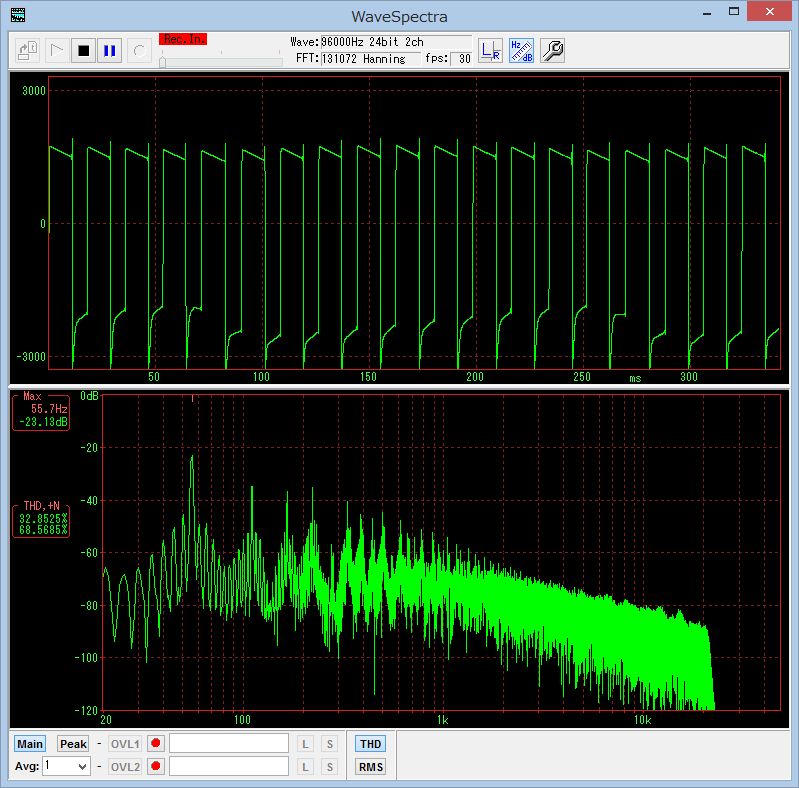 WaveSpectra
Rec.In.
Wave:96000Hz 24bit 2ch
FFT:131072 Hanning fps: 30
L R
Hz dB
3000
0
-3000
50 100 150 200 250 ms 300
Max
55.7Hz
-23.13dB
THD,+N
32.8525%
68.5685%
0dB
-20
-40
-60
-80
-100
-120
20 100 1k 10k
Main Peak - OVL1 L S THD
Avg: 1 - OVL2 L S RMS